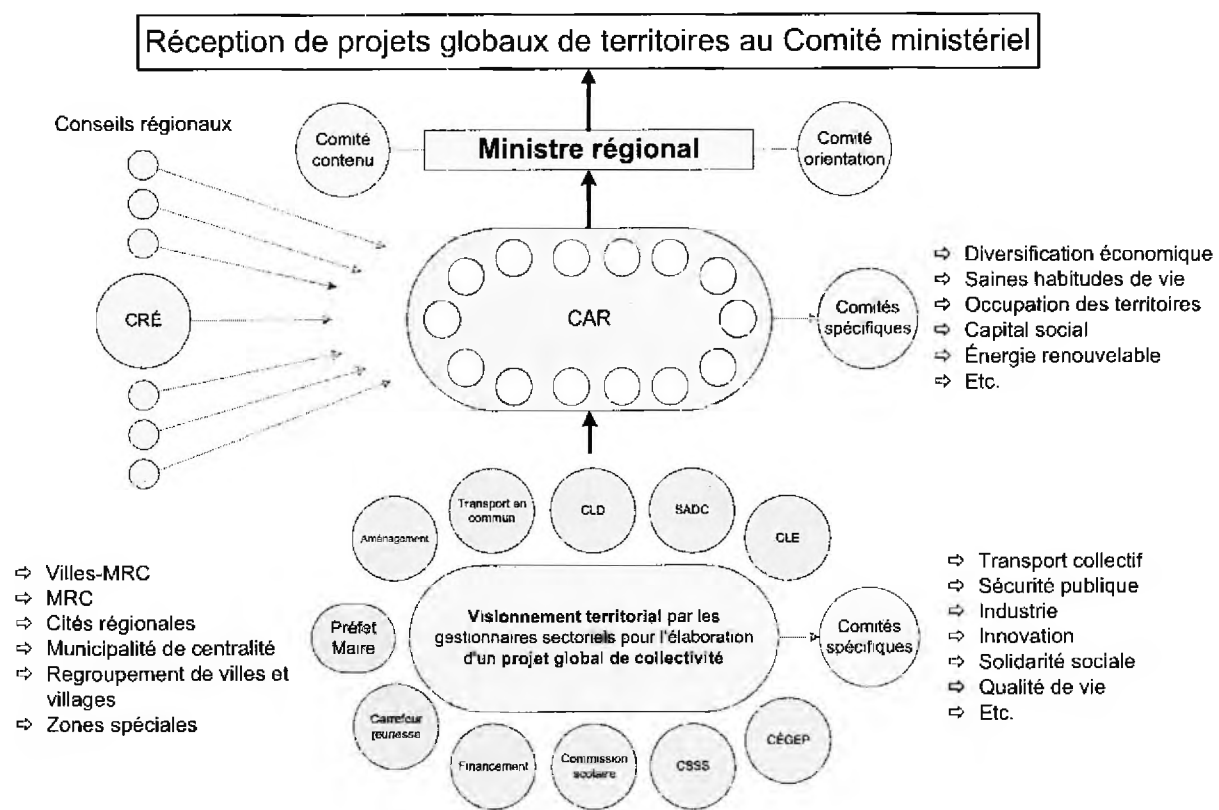 Réception de projets globaux de territoires au Comité ministériel
Conseils régionaux
Comité
contenu
Ministre régional
Comité
orientation
CRÉ
CAR
Comités
spécifiques
⇨ Diversification économique
⇨ Saines habitudes de vie
⇨ Occupation des territoires
⇨ Capital social
⇨ Énergie renouvelable
⇨ Etc.
Aménagement
Transport en
commun
CLD
SADC
CLE
⇨ Villes-MRC
⇨ MRC
⇨ Cités régionales
⇨ Municipalité de centralité
⇨ Regroupement de villes et
villages
⇨ Zones spéciales
Préfet
Maire
Visionnement territorial par les
gestionnaires sectoriels pour l'élaboration
d'un projet global de collectivité
Comités
spécifiques
⇨ Transport collectif
⇨ Sécurité publique
⇨ Industrie
⇨ Innovation
⇨ Solidarité sociale
⇨ Qualité de vie
⇨ Etc.
Carrefour
jeunesse
Financement
Commission
scolaire
CSSS
CÉGEP